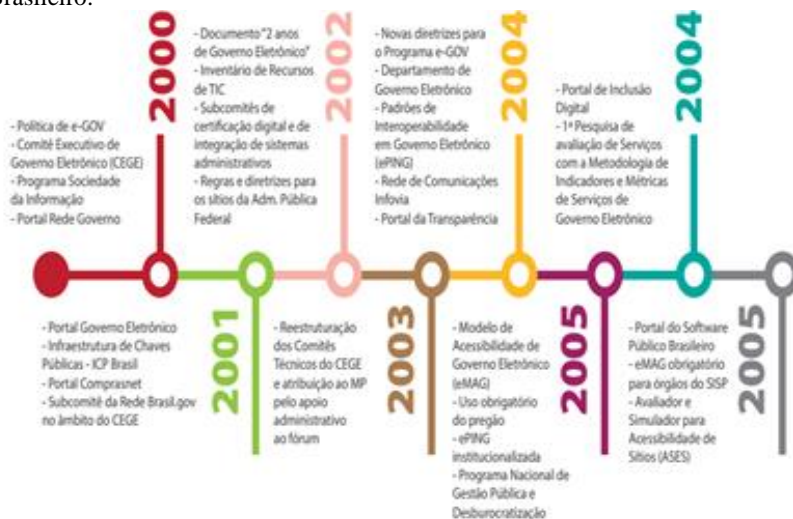 Brasileiro.
2000
- Política de e-GOV
- Comitê Executivo de
Governo Eletrônico (CEGE)
- Programa Sociedade
da Informação
- Portal Rede Governo
2001
- Portal Governo Eletrônico
- Infraestrutura de Chaves
Públicas - ICP Brasil
- Portal Comprasnet
- Subcomitê da Rede Brasil.gov
no âmbito do CEGE
2002
- Documento "2 anos
de Governo Eletrônico"
- Inventário de Recursos
de TIC
- Subcomitês de
certificação digital e de
integração de sistemas
administrativos
- Regras e diretrizes para
os sítios da Adm. Pública
Federal
2003
- Reestruturação
dos Comitês
Técnicos do CEGE
e atribuição ao MP
pelo apoio
administrativo
ao fórum
2004
- Novas diretrizes para
o Programa e-GOV
- Departamento de
Governo Eletrônico
- Padrões de
Interoperabilidade
em Governo Eletrônico
(ePING)
- Rede de Comunicações
Infovia
- Portal da Transparência
2005
- Modelo de
Acessibilidade de
Governo Eletrônico
(eMAG)
- Uso obrigatório
do pregão
- ePING
institucionalizada
- Programa Nacional de
Gestão Pública e
Desburocratização
2004
- Portal de Inclusão
Digital
- 1ª Pesquisa de
avaliação de Serviços
com a Metodologia de
Indicadores e Métricas
de Serviços de
Governo Eletrônico
2005
- Portal do Software
Público Brasileiro
- eMAG obrigatório
para órgãos do SISP
- Avaliador e
Simulador para
Acessibilidade de
Sítios (ASES)